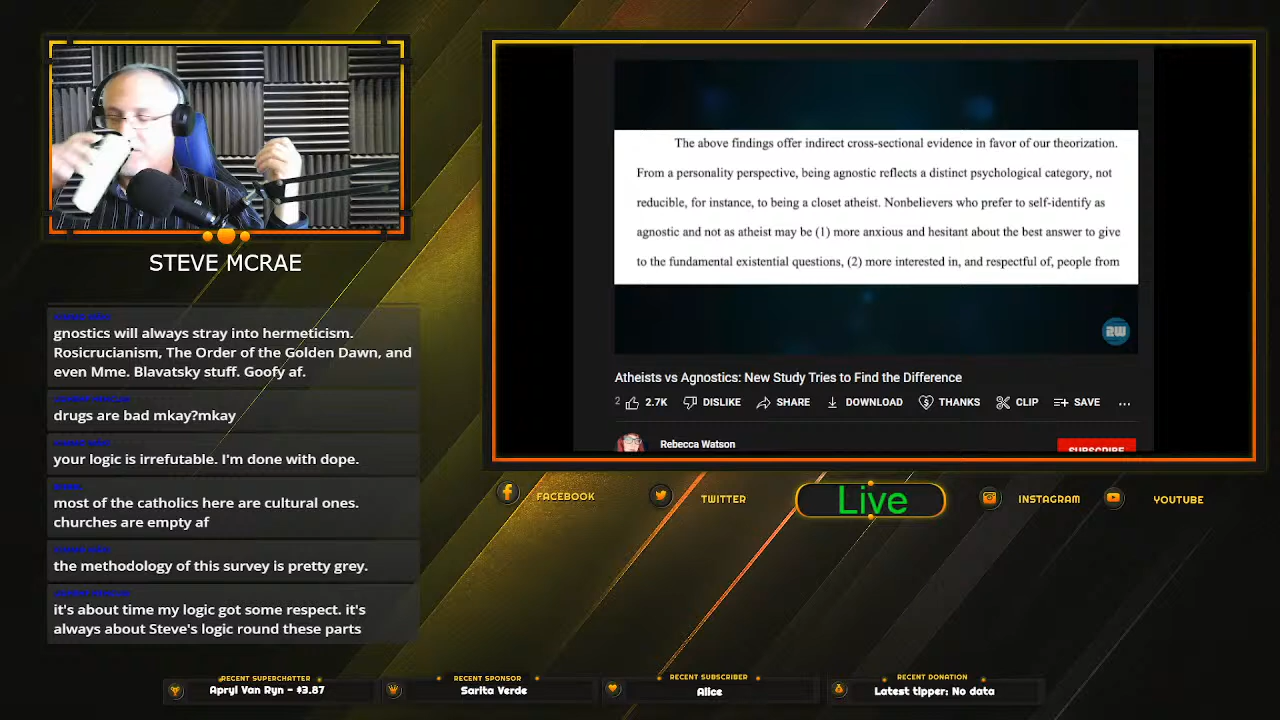 STEVE MCRAE
gnostics will always stray into hermeticism.
Rosicrucianism, The Order of the Golden Dawn, and
even Mme. Blavatsky stuff. Goofy af.
drugs are bad mkay?mkay
your logic is irrefutable. I'm done with dope.
most of the catholics here are cultural ones.
churches are empty af
the methodology of this survey is pretty grey.
it's about time my logic got some respect. it's
always about Steve's logic round these parts
The above findings offer indirect cross-sectional evidence in favor of our theorization.
From a personality perspective, being agnostic reflects a distinct psychological category, not
reducible, for instance, to being a closet atheist. Nonbelievers who prefer to self-identify as
agnostic and not as atheist may be (1) more anxious and hesitant about the best answer to give
to the fundamental existential questions, (2) more interested in, and respectful of, people from
RW
Atheists vs Agnostics: New Study Tries to Find the Difference
2 2.7K DISLIKE SHARE DOWNLOAD THANKS CLIP SAVE ...
Rebecca Watson
SUBSCRIBE
FACEBOOK TWITTER Live INSTAGRAM YOUTUBE
RECENT SUPERCHATTER RECENT SPONSOR RECENT SUBSCRIBER RECENT DONATION
Apryl Van Ryn - $3.87 Sarita Verde Alice Latest tipper: No data